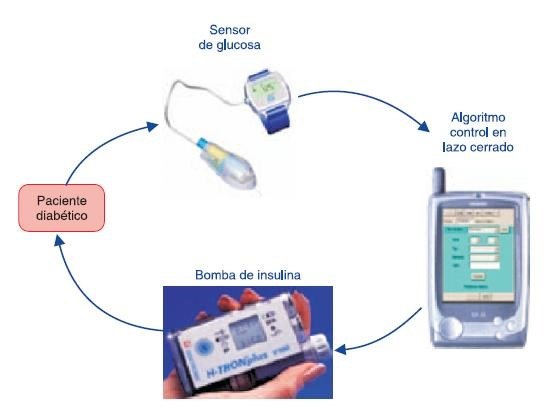 Sensor
de glucosa
Algoritmo
control en
lazo cerrado
Paciente
diabético
Bomba de insulina
H-TRONplus